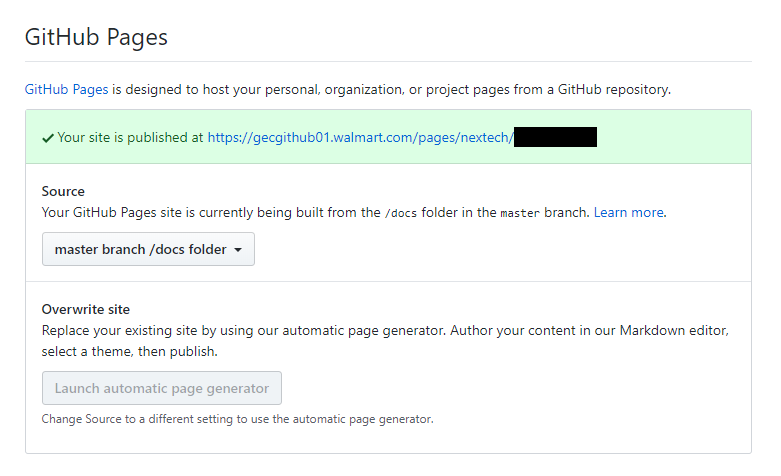 GitHub Pages
GitHub Pages is designed to host your personal, organization, or project pages from a GitHub repository.
✓ Your site is published at https://gecgithub01.walmart.com/pages/nextech/
Source
Your GitHub Pages site is currently being built from the /docs folder in the master branch. Learn more.
master branch /docs folder
Overwrite site
Replace your existing site by using our automatic page generator. Author your content in our Markdown editor,
select a theme, then publish.
Launch automatic page generator
Change Source to a different setting to use the automatic page generator.